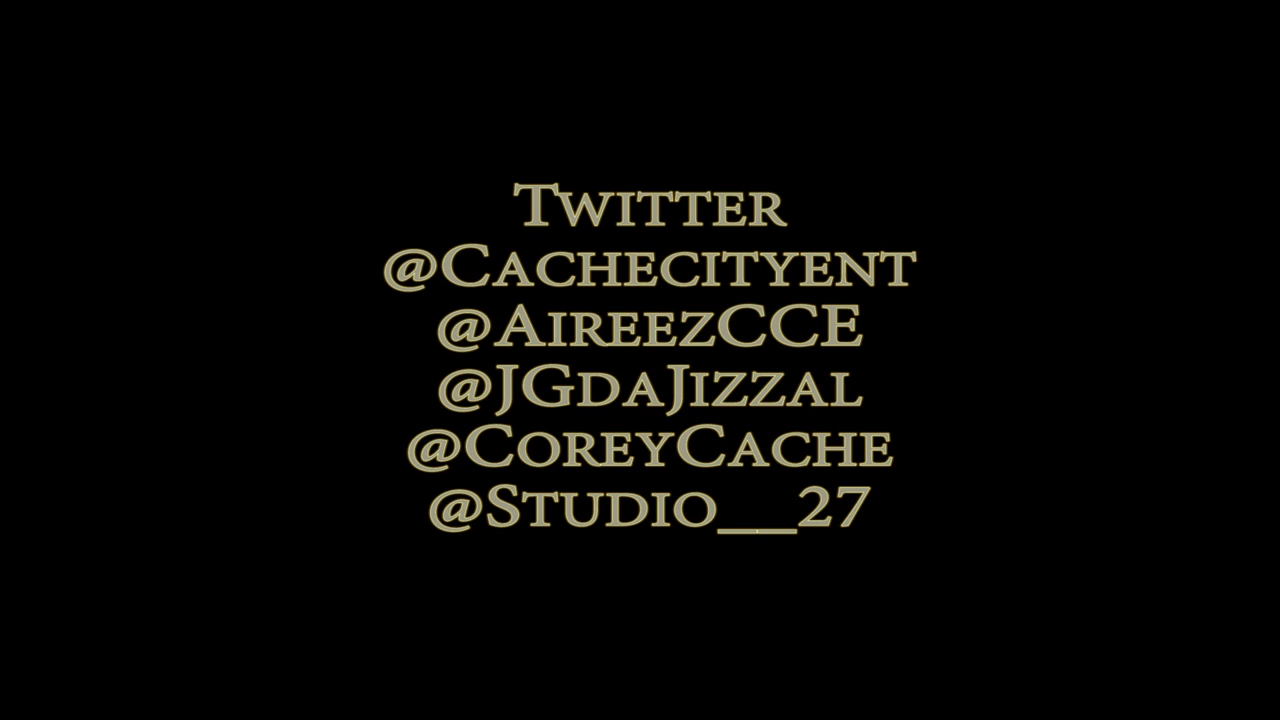 Twitter
@Cachecityent
@AireezCCE
@JGdaJizzal
@CoreyCache
@Studio__27